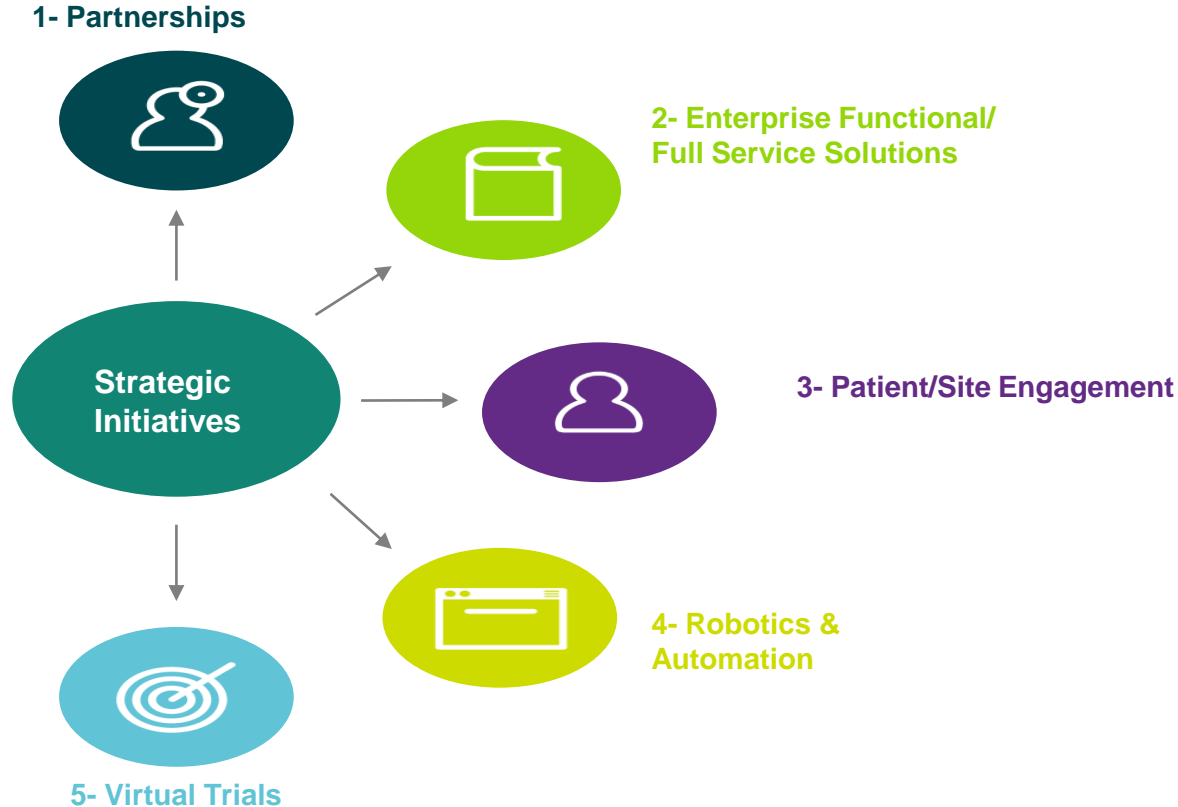 1- Partnerships
2- Enterprise Functional/
Full Service Solutions
Strategic
Initiatives
3- Patient/Site Engagement
4- Robotics &
Automation
5- Virtual Trials